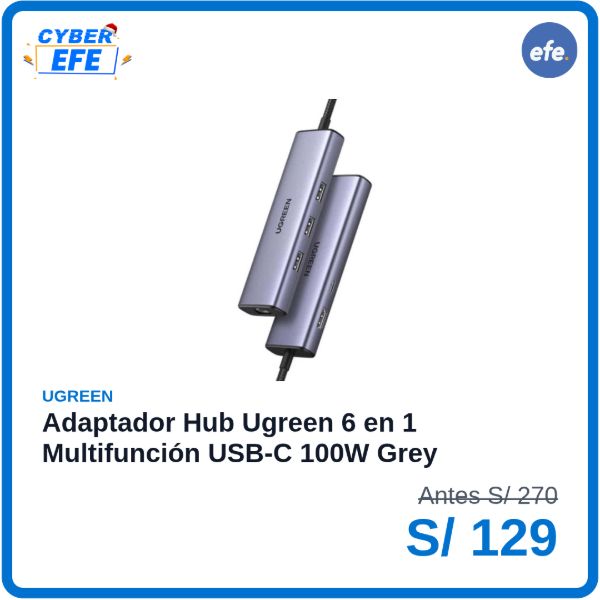 CYBER
EFE
efe.
UGREEN
UGREEN
UGREEN
Adaptador Hub Ugreen 6 en 1
Multifunción USB-C 100W Grey
Antes S/ 270
S/ 129